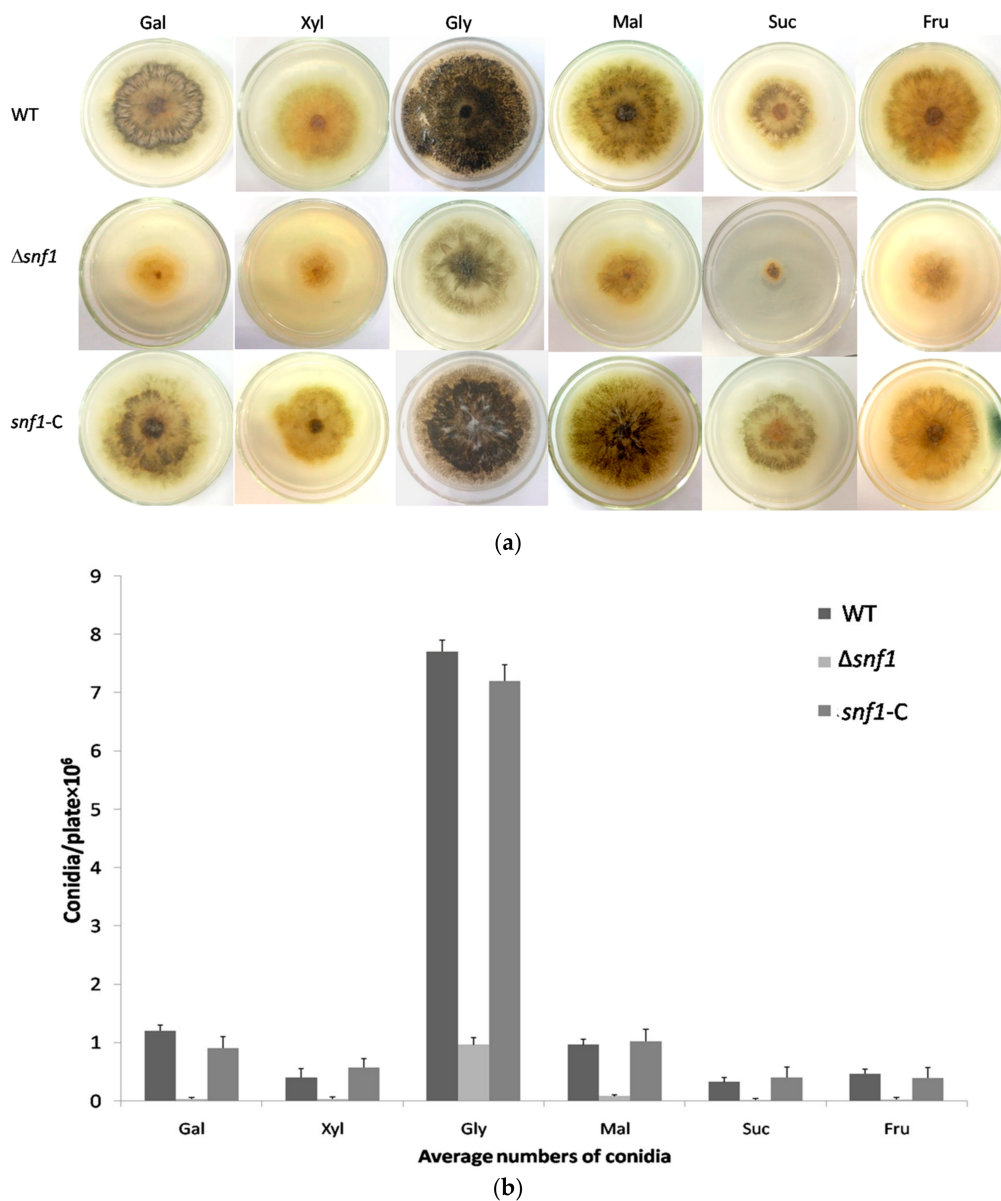 Gal Xyl Gly Mal Suc Fru
WT
Δsnf1
snf1-C
(a)
9
8
7
6
5
4
3
2
1
0
Conidia/plate×10⁶
WT
Δsnf1
snf1-C
Gal Xyl Gly Mal Suc Fru
Average numbers of conidia
(b)